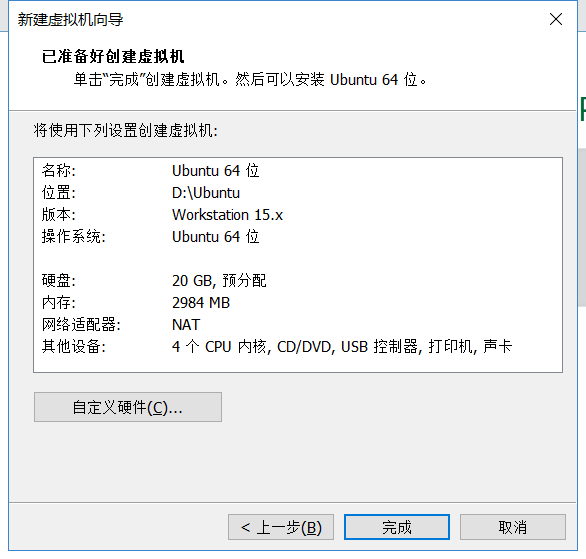 新建虚拟机向导
已准备好创建虚拟机
单击“完成”创建虚拟机。然后可以安装 Ubuntu 64 位。
将使用下列设置创建虚拟机:
名称: Ubuntu 64 位
位置: D:\Ubuntu
版本: Workstation 15.x
操作系统: Ubuntu 64 位
硬盘: 20 GB, 预分配
内存: 2984 MB
网络适配器: NAT
其他设备: 4 个 CPU 内核, CD/DVD, USB 控制器, 打印机, 声卡
自定义硬件(C)...
< 上一步(B) 完成 取消